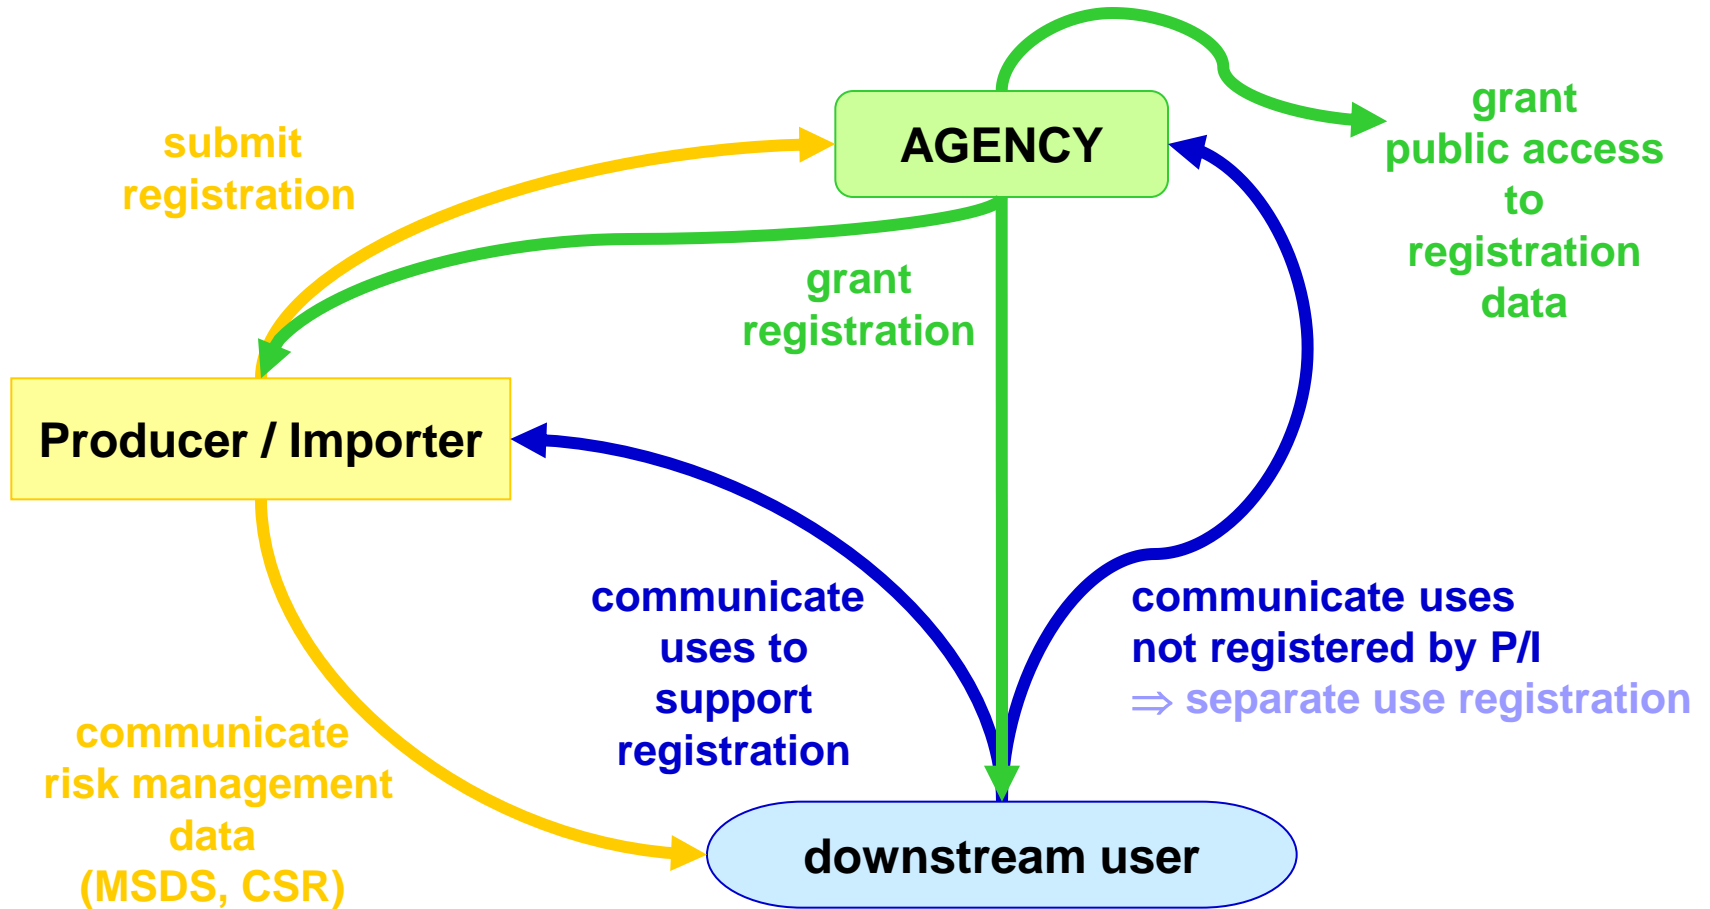 submit
registration
AGENCY
grant
public access
to
registration
data
grant
registration
Producer / Importer
communicate
uses to
support
registration
communicate uses
not registered by P/I
⇒ separate use registration
communicate
risk management
data
(MSDS, CSR)
downstream user